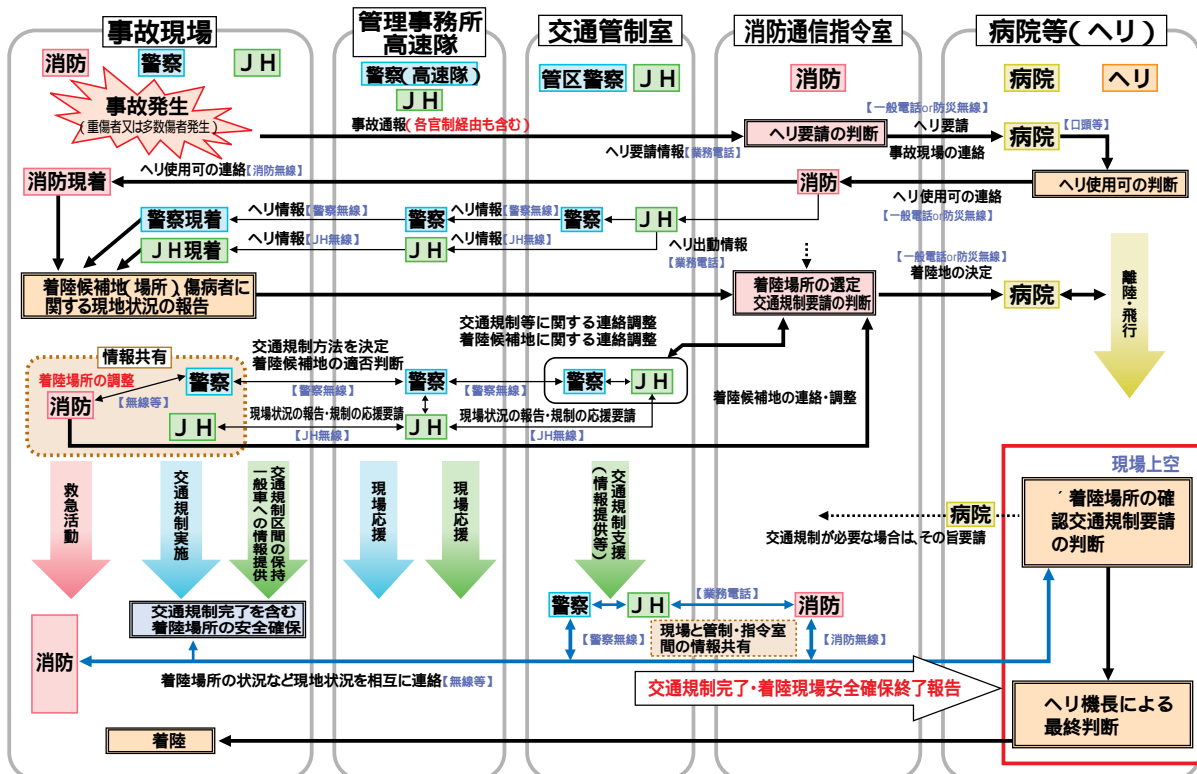 事故現場
管理事務所
高速隊
交通管制室
消防通信指令室
病院等(ヘリ)
消防
警察
ＪＨ
警察(高速隊)
ＪＨ
管区警察
ＪＨ
消防
病院
ヘリ
事故発生
(重傷者又は多数傷者発生)
事故通報(各官制経由も含む)
ヘリ要請情報【業務電話】
ヘリ要請の判断
【一般電話or防災無線】
ヘリ要請
事故現場の連絡
病院
【口頭等】
ヘリ使用可の判断
消防現着
ヘリ使用可の連絡【消防無線】
消防
ヘリ使用可の連絡
【一般電話or防災無線】
警察現着
ヘリ情報【警察無線】
警察
ヘリ情報【警察無線】
警察
ＪＨ
ＪＨ現着
ヘリ情報【JH無線】
ＪＨ
ヘリ情報【JH無線】
ヘリ出動情報
【業務電話】
着陸候補地(場所)、傷病者に
関する現地状況の報告
着陸場所の選定
交通規制要請の判断
【一般電話or防災無線】
着陸地の決定
病院
離陸・飛行
情報共有
着陸場所の調整
警察
消防
【無線等】
ＪＨ
交通規制方法を決定
着陸候補地の適否判断
【警察無線】
警察
現場状況の報告・規制の応援要請
【JH無線】
ＪＨ
交通規制等に関する連絡調整
着陸候補地に関する連絡調整
【警察無線】
警察
ＪＨ
現場状況の報告・規制の応援要請
【JH無線】
着陸候補地の連絡・調整
救急活動
交通規制実施
交通規制区間の保持
一般車への情報提供
現場応援
現場応援
交通規制支援
(情報提供等)
現場上空
病院
交通規制が必要な場合は、その旨要請
´着陸場所の確
認交通規制要請
の判断
交通規制完了を含む
着陸場所の安全確保
警察
ＪＨ
【業務電話】
消防
【警察無線】
現場と管制・指令室
間の情報共有
【消防無線】
消防
着陸場所の状況など現地状況を相互に連絡【無線等】
交通規制完了・着陸現場安全確保終了報告
ヘリ機長による
最終判断
着陸